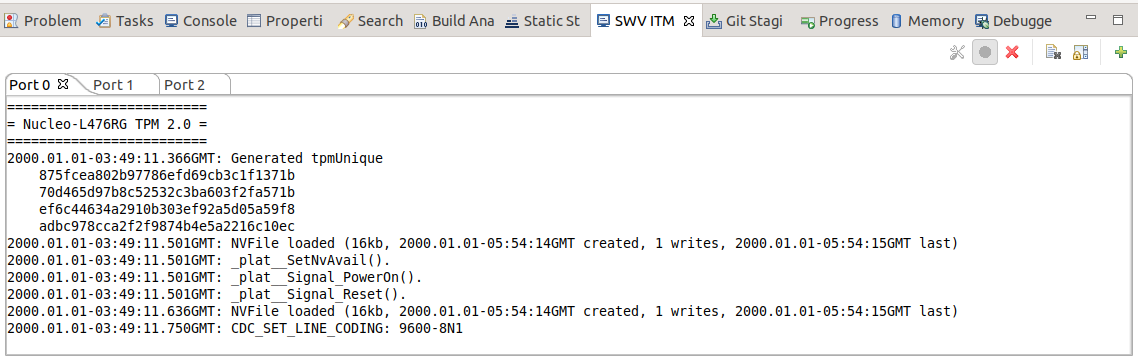 Problem Tasks Console Properti Search Build Ana Static St SWV ITM Git Stagi Progress Memory Debugge
Port 0 Port 1 Port 2
=========================
= Nucleo-L476RG TPM 2.0 =
=========================
2000.01.01-03:49:11.366GMT: Generated tpmUnique
875fcea802b97786efd69cb3c1f1371b
70d465d97b8c52532c3ba603f2fa571b
ef6c44634a2910b303ef92a5d05a59f8
adbc978cca2f2f9874b4e5a2216c10ec
2000.01.01-03:49:11.501GMT: NVFile loaded (16kb, 2000.01.01-05:54:14GMT created, 1 writes, 2000.01.01-05:54:15GMT last)
2000.01.01-03:49:11.501GMT: _plat__SetNvAvail().
2000.01.01-03:49:11.501GMT: _plat__Signal_PowerOn().
2000.01.01-03:49:11.501GMT: _plat__Signal_Reset().
2000.01.01-03:49:11.636GMT: NVFile loaded (16kb, 2000.01.01-05:54:14GMT created, 1 writes, 2000.01.01-05:54:15GMT last)
2000.01.01-03:49:11.750GMT: CDC_SET_LINE_CODING: 9600-8N1